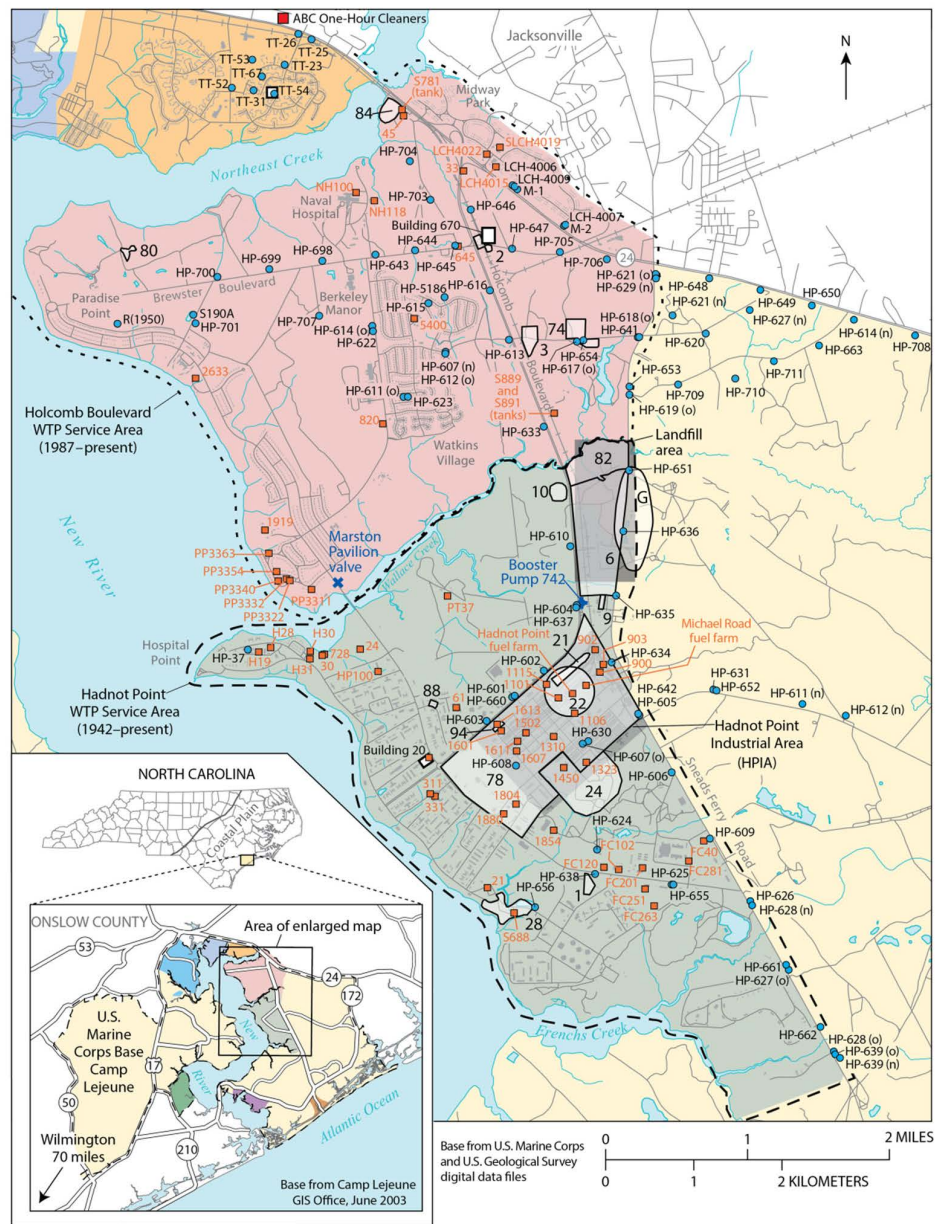 ABC One-Hour Cleaners
TT-26
TT-25
TT-53
TT-23
TT-67
TT-52
TT-31
TT-54
Jacksonville
N
S781
(tank)
Midway
Park
84
45
SLCH4019
LCH4022
LCH-4006
33
LCH4015
LCH-4009
M-1
HP-704
Northeast Creek
NH100
Naval
Hospital
NH118
HP-703
HP-646
LCH-4007
M-2
Building 670
HP-647
HP-705
24
80
HP-698
HP-644
645
2
HP-706
HP-699
HP-643
HP-645
HP-621 (o)
HP-629 (n)
HP-648
HP-700
Brewster
Boulevard
Holcomb
Boulevard
HP-5186
HP-616
HP-621 (n)
HP-649
HP-650
Paradise
Point
Berkeley
Manor
HP-615
HP-618 (o)
HP-627 (n)
S190A
HP-701
R(1950)
HP-707
HP-614 (o)
HP-622
5400
74
HP-641
HP-620
HP-614 (n)
HP-708
3
HP-613
HP-654
HP-617 (o)
HP-663
HP-607 (n)
HP-612 (o)
HP-711
2633
S889
and
S891
(tanks)
HP-653
HP-710
HP-709
HP-611 (o)
HP-623
HP-619 (o)
Holcomb Boulevard
WTP Service Area
(1987–present)
820
HP-633
Landfill
area
Watkins
Village
82
HP-651
10
G
New River
1919
Marston
Pavilion
valve
HP-636
HP-610
PP3363
Wallace Creek
6
PP3354
Booster
Pump 742
PP3340
PP3332
PP3322
PP3311
PT37
HP-604
HP-637
9
HP-635
Hadnot Point
fuel farm
21
Michael Road
fuel farm
Hospital
Point
H28
H30
24
902
903
HP-37
H19
H31
30
728
HP-634
900
HP100
HP-602
1115
1101
Hadnot Point
WTP Service Area
(1942–present)
88
61
HP-601
HP-660
22
HP-631
HP-652
HP-642
HP-605
HP-611 (n)
HP-603
1613
1502
1106
HP-612 (n)
94
1601
HP-630
Hadnot Point
Industrial Area
(HPIA)
1611
1310
Building 20
1607
HP-607 (o)
HP-608
1450
1323
78
HP-606
311
24
331
1804
Sneads Ferry
Road
1880
HP-624
1854
HP-609
FC102
FC40
FC120
FC281
HP-638
HP-625
21
HP-656
FC201
1
HP-655
FC251
HP-626
HP-628 (n)
FC263
28
S688
HP-661
HP-627 (o)
HP-662
Erenchs Creek
HP-628 (o)
HP-639 (o)
HP-639 (n)
NORTH CAROLINA
Coastal Plain
ONSLOW COUNTY
Area of enlarged map
53
24
172
U.S.
Marine
Corps Base
Camp
Lejeune
New
River
17
50
Atlantic Ocean
Wilmington
70 miles
210
Base from Camp Lejeune
GIS Office, June 2003
Base from U.S. Marine Corps
and U.S. Geological Survey
digital data files
0 1 2 MILES
0 1 2 KILOMETERS